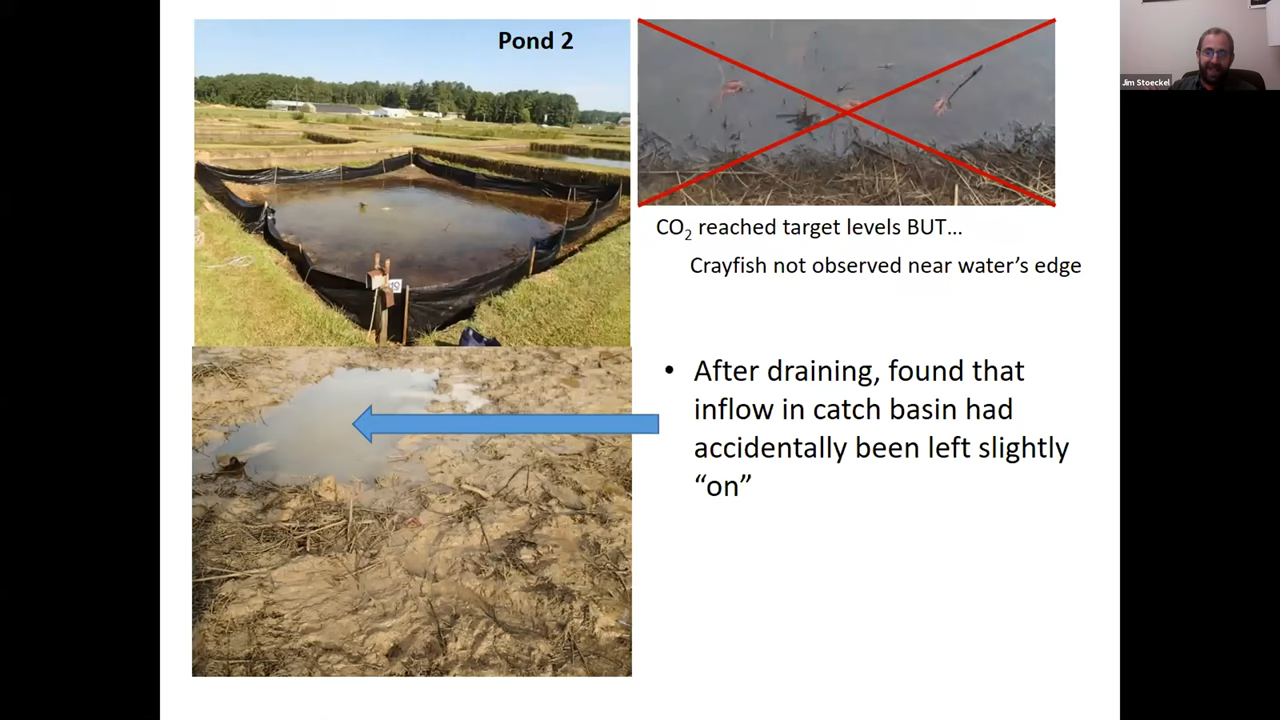 Pond 2
Jim Stoeckel
19
CO₂ reached target levels BUT…
Crayfish not observed near water’s edge
• After draining, found that
inflow in catch basin had
accidentally been left slightly
“on”